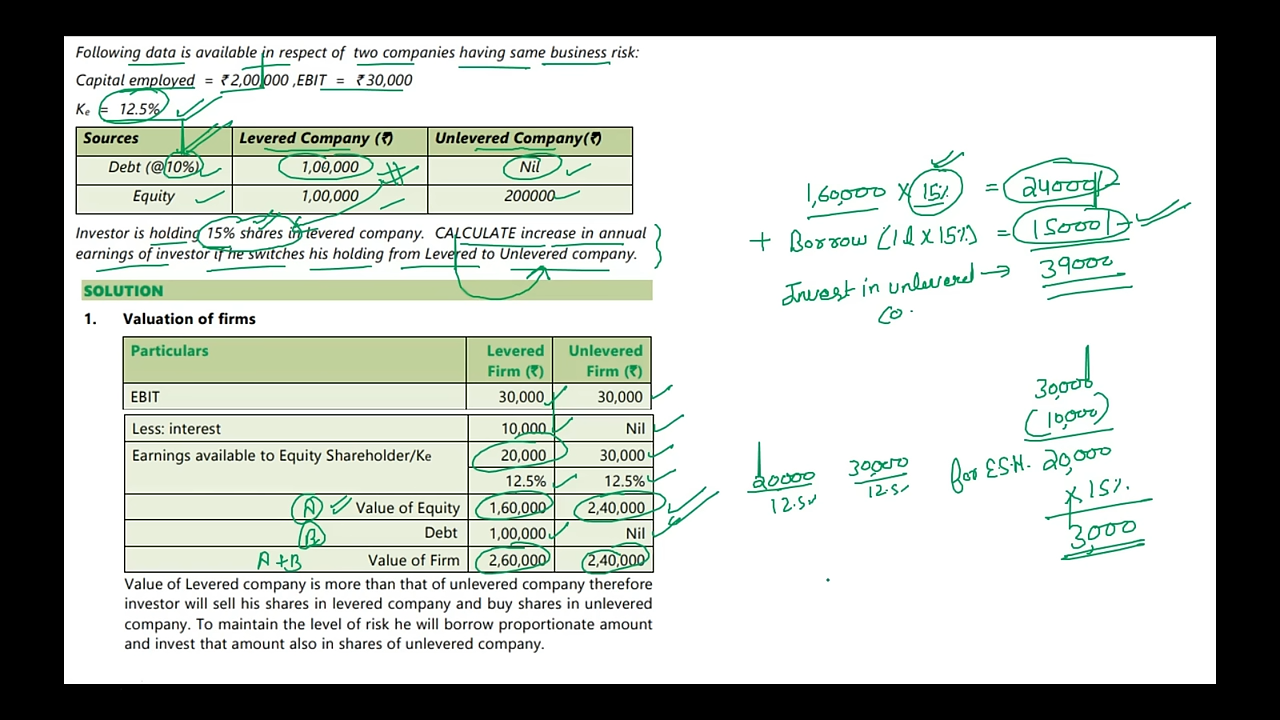 Following data is available in respect of two companies having same business risk:
Capital employed = ₹2,00,000 ,EBIT = ₹30,000
Ke = 12.5%
Sources Levered Company (₹) Unlevered Company(₹)
Debt (@10%) 1,00,000 Nil
Equity 1,00,000 200000
Investor is holding 15% shares in levered company. CALCULATE increase in annual
earnings of investor if he switches his holding from Levered to Unlevered company.
SOLUTION
1. Valuation of firms
Particulars Levered Firm (₹) Unlevered Firm (₹)
EBIT 30,000 30,000
Less: interest 10,000 Nil
Earnings available to Equity Shareholder/Ke 20,000 30,000
12.5% 12.5%
A Value of Equity 1,60,000 2,40,000
B Debt 1,00,000 Nil
A+B Value of Firm 2,60,000 2,40,000
Value of Levered company is more than that of unlevered company therefore
investor will sell his shares in levered company and buy shares in unlevered
company. To maintain the level of risk he will borrow proportionate amount
and invest that amount also in shares of unlevered company.
1,60,000 × 15% = 24000
+ Borrow (1l×15%) = 15000
Invest in unlevered → 39000
co.
20000 30000
12.5% 12.5%
30,000
(10,000)
for E.S.H. 20,000
×15%
3,000